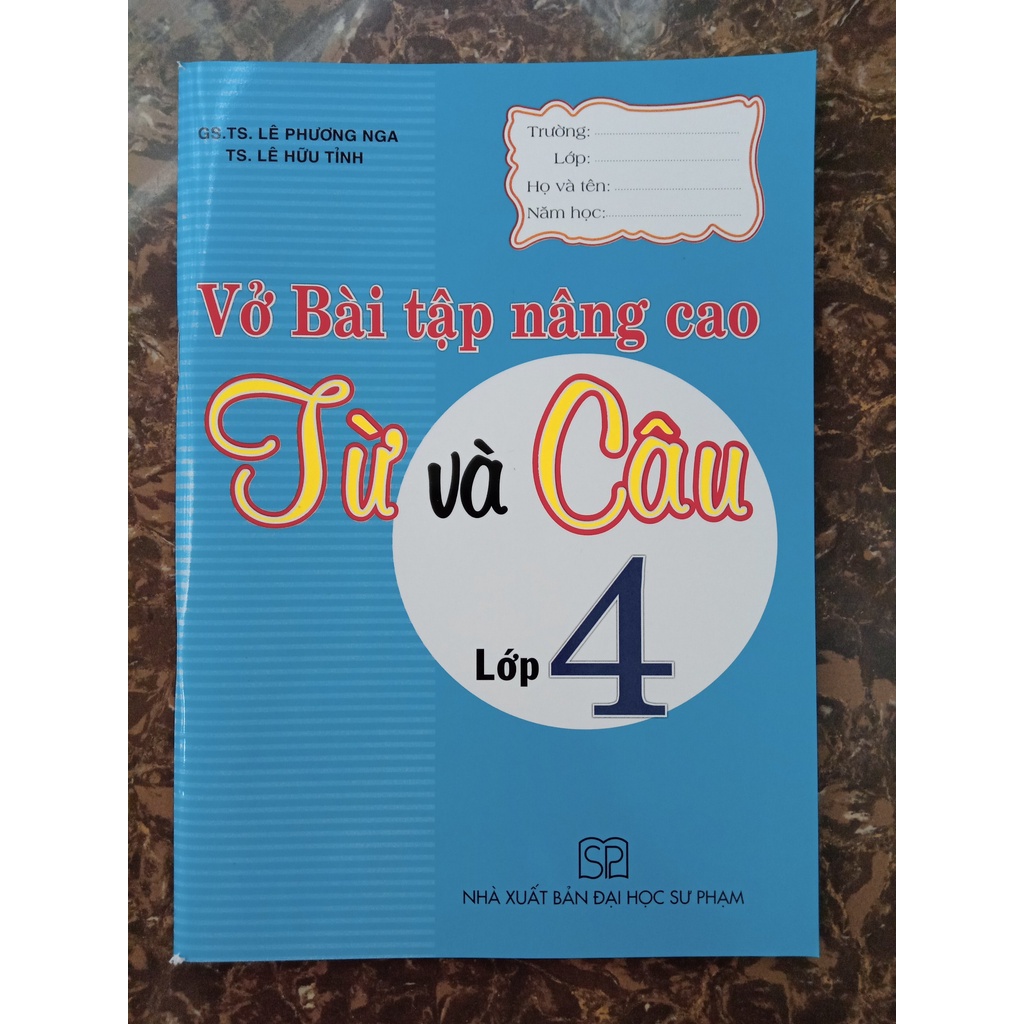 GS.TS. LÊ PHƯƠNG NGA
TS. LÊ HỮU TỈNH
Trường:
Lớp:
Họ và tên:
Năm học:
Vở Bài tập nâng cao
Từ và Câu
Lớp 4
SP
NHÀ XUẤT BẢN ĐẠI HỌC SƯ PHẠM